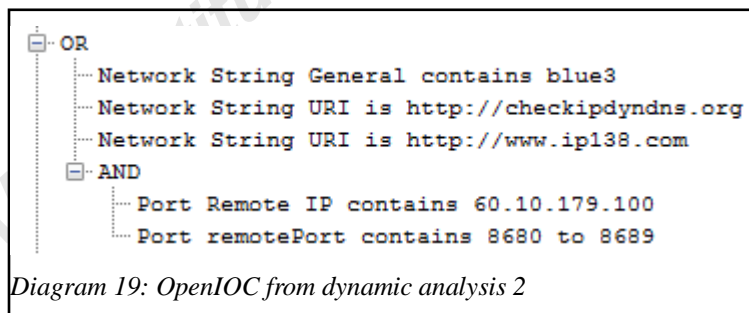 OR
Network String General contains blue3
Network String URI is http://checkipdyndns.org
Network String URI is http://www.ip138.com
AND
Port Remote IP contains 60.10.179.100
Port remotePort contains 8680 to 8689
Diagram 19: OpenIOC from dynamic analysis 2